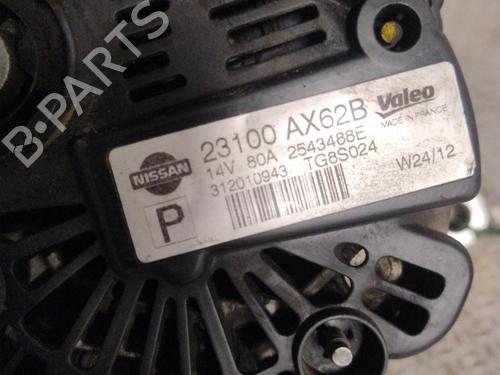 NISSAN
23100 AX62B
Valeo
MADE IN FRANCE
14V 80A 2543488E
312010943 TG8S024
W24/12
P
B-PARTS